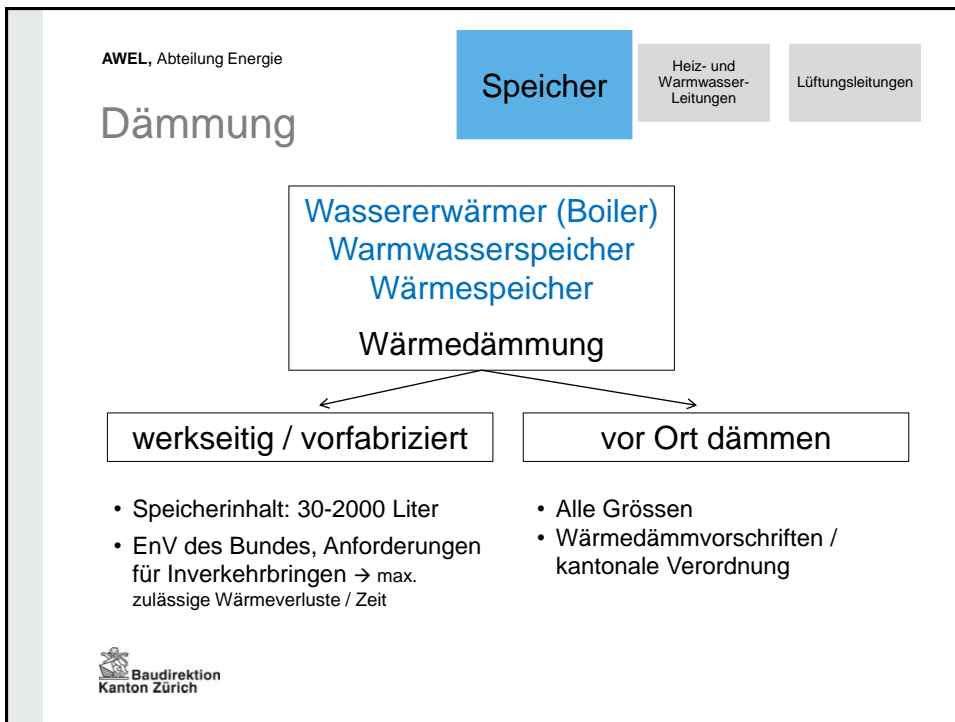 AWEL, Abteilung Energie
Dämmung
Speicher
Heiz- und
Warmwasser-
Leitungen
Lüftungsleitungen
Wassererwärmer (Boiler)
Warmwasserspeicher
Wärmespeicher
Wärmedämmung
werkseitig / vorfabriziert
• Speicherinhalt: 30-2000 Liter
• EnV des Bundes, Anforderungen
für Inverkehrbringen → max.
zulässige Wärmeverluste / Zeit
vor Ort dämmen
• Alle Grössen
• Wärmedämmvorschriften /
kantonale Verordnung
Baudirektion
Kanton Zürich